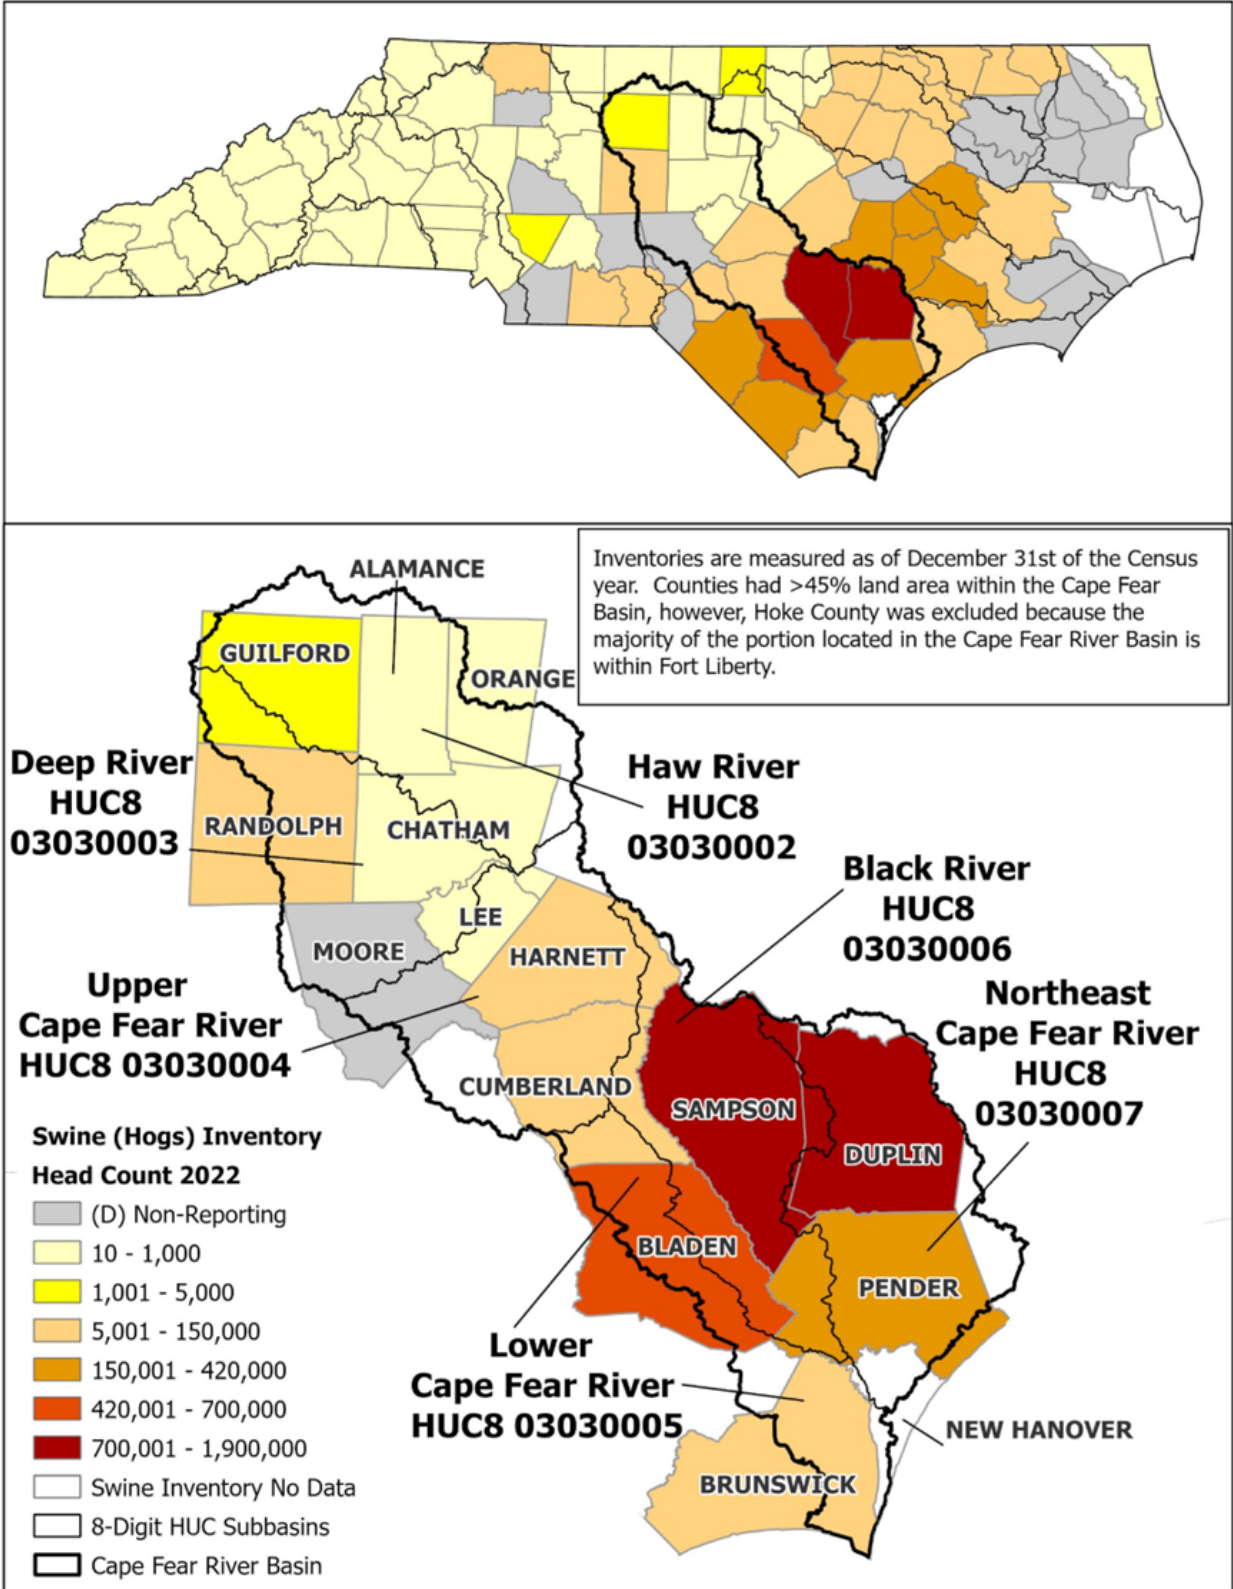 Inventories are measured as of December 31st of the Census
year. Counties had >45% land area within the Cape Fear
Basin, however, Hoke County was excluded because the
majority of the portion located in the Cape Fear River Basin is
within Fort Liberty.
ALAMANCE
GUILFORD
ORANGE
Deep River
HUC8
03030003
Haw River
HUC8
03030002
RANDOLPH
CHATHAM
Black River
HUC8
03030006
LEE
MOORE
HARNETT
Upper
Cape Fear River
HUC8 03030004
Northeast
Cape Fear River
HUC8
03030007
CUMBERLAND
SAMPSON
DUPLIN
BLADEN
PENDER
Lower
Cape Fear River
HUC8 03030005
NEW HANOVER
BRUNSWICK
Swine (Hogs) Inventory
Head Count 2022
(D) Non-Reporting
10 - 1,000
1,001 - 5,000
5,001 - 150,000
150,001 - 420,000
420,001 - 700,000
700,001 - 1,900,000
Swine Inventory No Data
8-Digit HUC Subbasins
Cape Fear River Basin